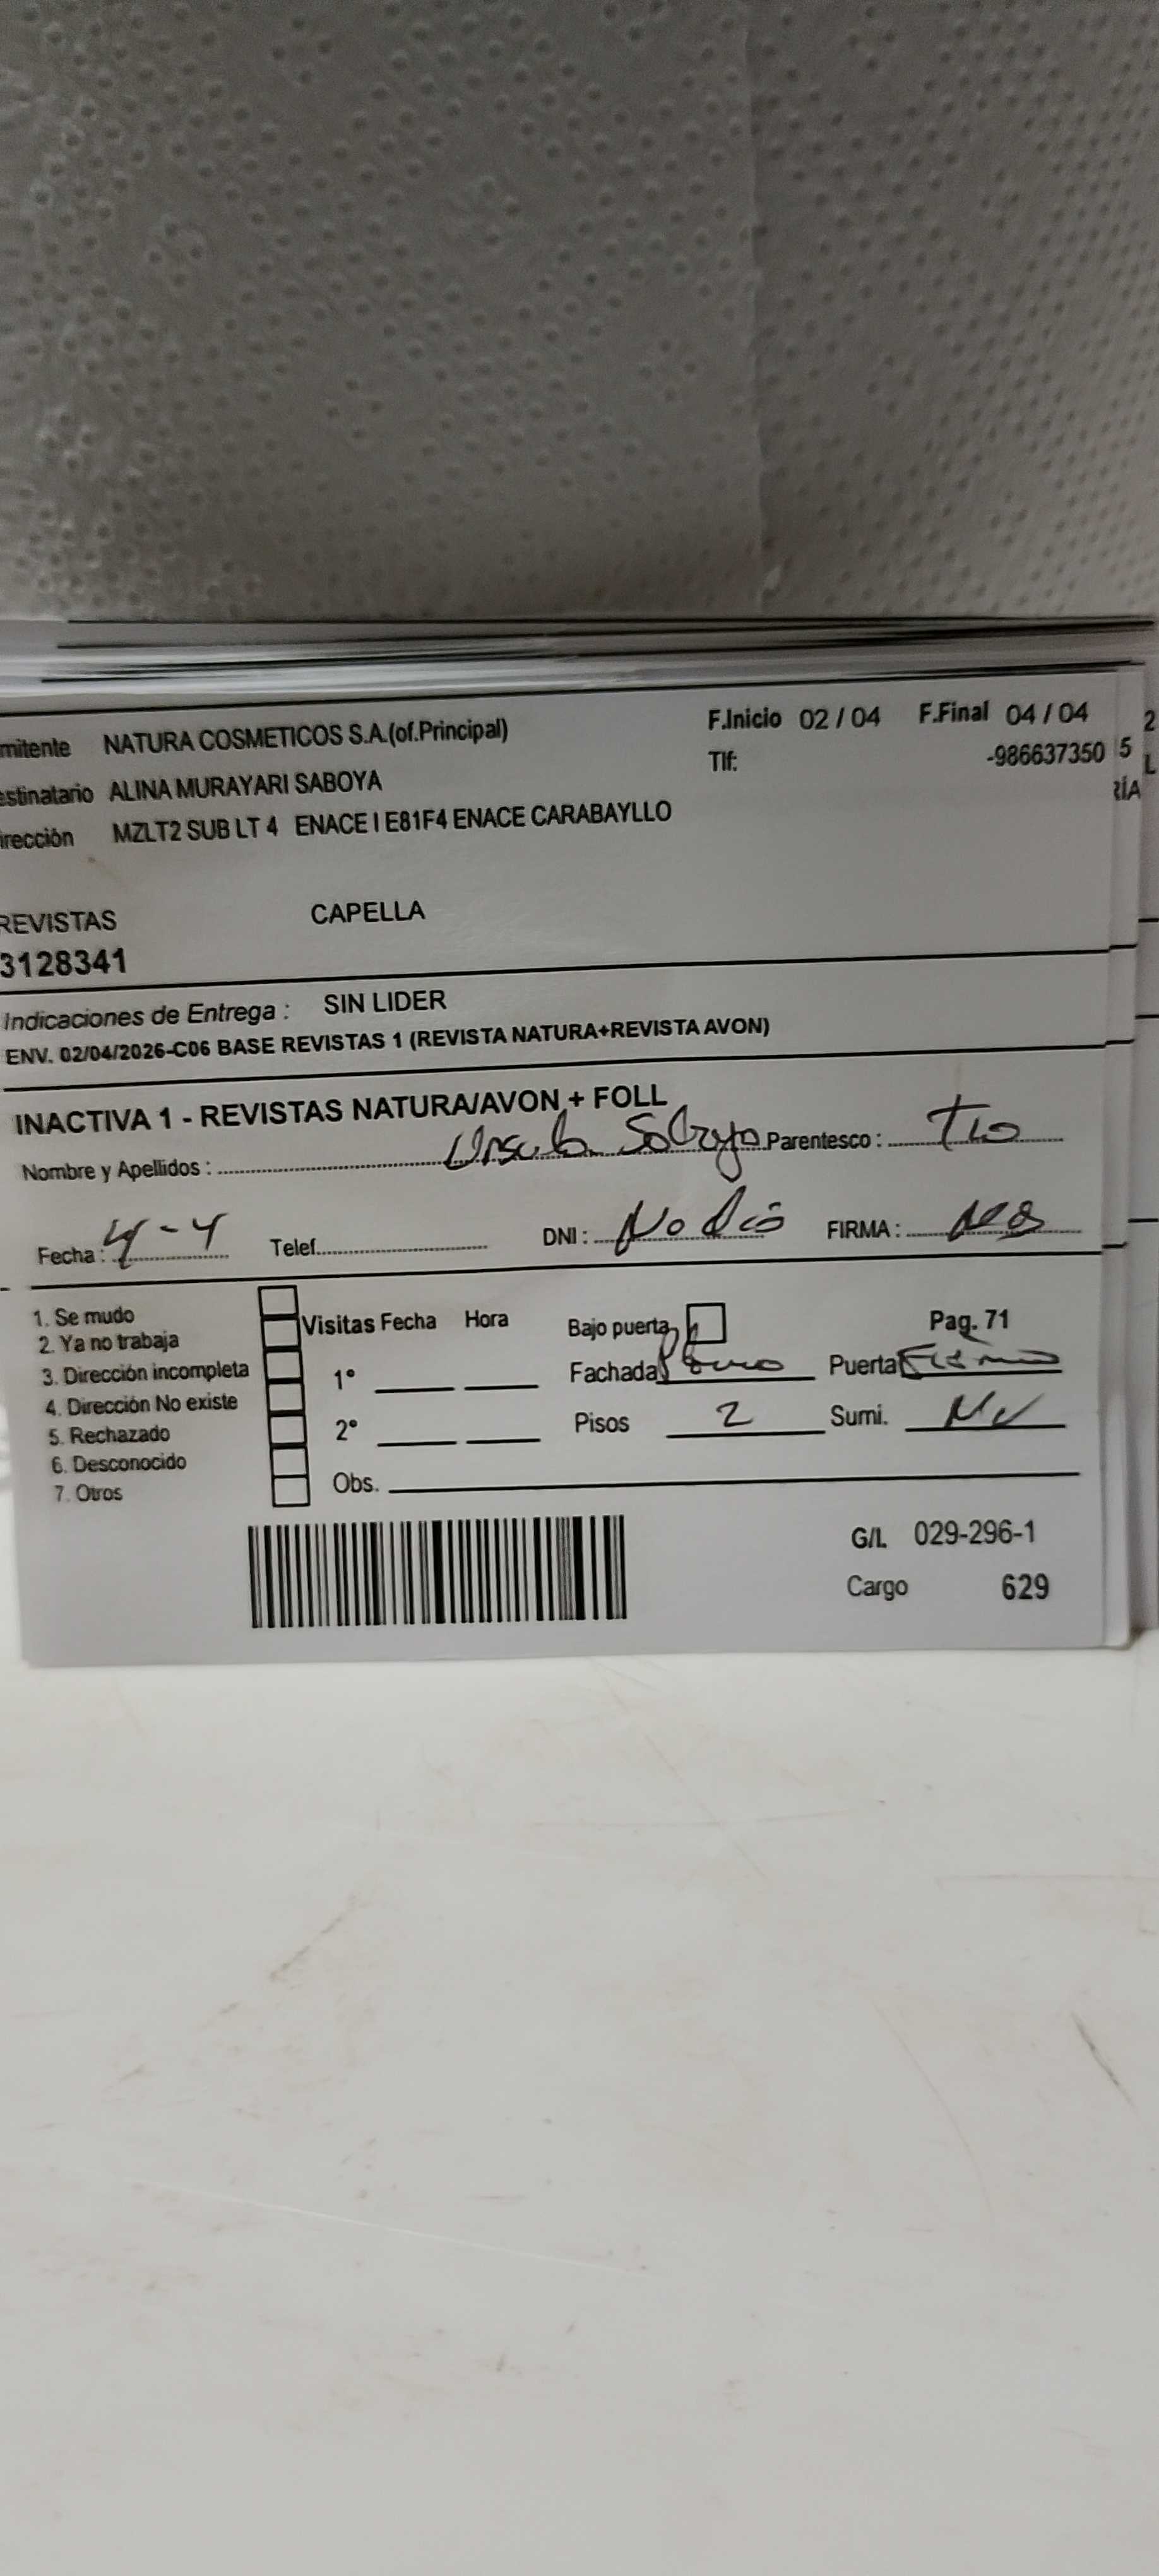 mitente NATURA COSMETICOS S.A.(of.Principal) F.Inicio 02 / 04 F.Final 04 / 04
estinatario ALINA MURAYARI SABOYA Tlf: -986637350
irección MZLT2 SUB LT 4 ENACE I E81F4 ENACE CARABAYLLO
2
5 L
RÍA
REVISTAS CAPELLA
3128341
Indicaciones de Entrega : SIN LIDER
ENV. 02/04/2026-C06 BASE REVISTAS 1 (REVISTA NATURA+REVISTA AVON)
INACTIVA 1 - REVISTAS NATURA/AVON + FOLL
Nombre y Apellidos : Ursula Parentesco : Tio
Fecha : 4-4 Telef. DNI : No dio FIRMA :
1. Se mudo
2. Ya no trabaja
3. Dirección incompleta
4. Dirección No existe
5. Rechazado
6. Desconocido
7. Otros
Visitas Fecha Hora
1°
2°
Obs.
Bajo puerta Pag. 71
Fachada Puerta
Pisos 2 Sumi.
G/L 029-296-1
Cargo 629